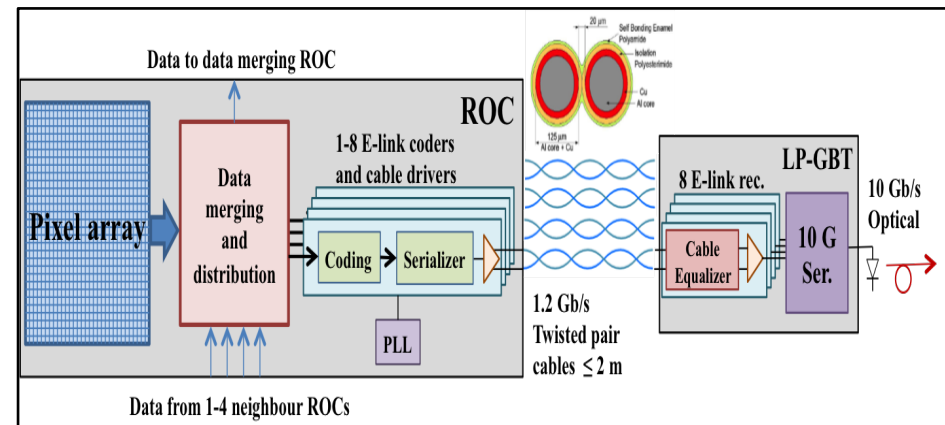 Data to data merging ROC
ROC
Pixel array
Data
merging
and
distribution
1-8 E-link coders
and cable drivers
Coding
Serializer
PLL
Data from 1-4 neighbour ROCs
20 µm
Self Bonding Enamel
Polyamide
Isolation
Polyesterimide
Cu
Al core
125 µm
Al core + Cu
1.2 Gb/s
Twisted pair
cables ≤ 2 m
LP-GBT
8 E-link rec.
Cable
Equalizer
10 G
Ser.
10 Gb/s
Optical